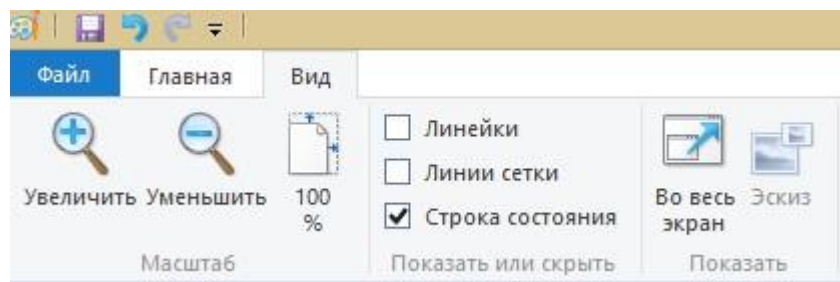 Файл Главная Вид
Увеличить Уменьшить 100
%
Масштаб
Линейки
Линии сетки
Строка состояния
Показать или скрыть
Во весь
экран
Эскиз
Показать